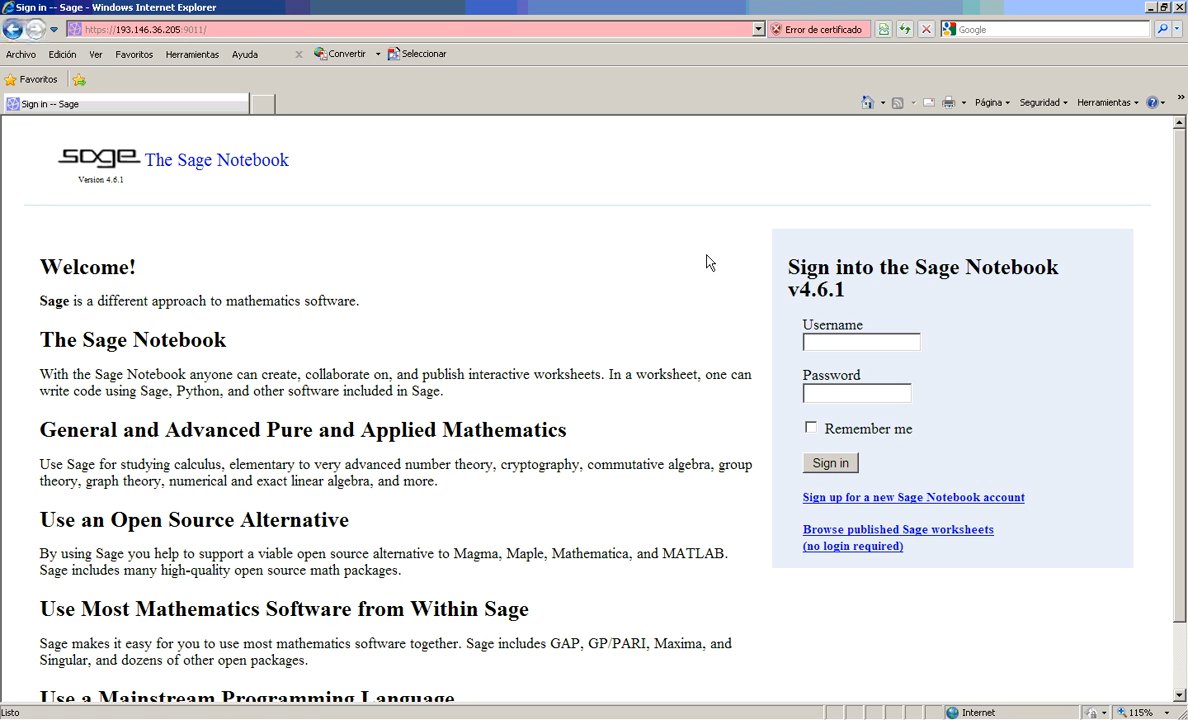 Sign in -- Sage - Windows Internet Explorer
https://193.146.36.205:9011/
Error de certificado
Google
Archivo Edición Ver Favoritos Herramientas Ayuda
x Convertir Seleccionar
Favoritos
Sign in -- Sage
Página Seguridad Herramientas
sage The Sage Notebook
Version 4.6.1
Welcome!
Sage is a different approach to mathematics software.
The Sage Notebook
With the Sage Notebook anyone can create, collaborate on, and publish interactive worksheets. In a worksheet, one can
write code using Sage, Python, and other software included in Sage.
General and Advanced Pure and Applied Mathematics
Use Sage for studying calculus, elementary to very advanced number theory, cryptography, commutative algebra, group
theory, graph theory, numerical and exact linear algebra, and more.
Use an Open Source Alternative
By using Sage you help to support a viable open source alternative to Magma, Maple, Mathematica, and MATLAB.
Sage includes many high-quality open source math packages.
Use Most Mathematics Software from Within Sage
Sage makes it easy for you to use most mathematics software together. Sage includes GAP, GP/PARI, Maxima, and
Singular, and dozens of other open packages.
Use a Mainstream Programming Language
Sign into the Sage Notebook
v4.6.1
Username
Password
Remember me
Sign in
Sign up for a new Sage Notebook account
Browse published Sage worksheets
(no login required)
Listo
Internet
115%